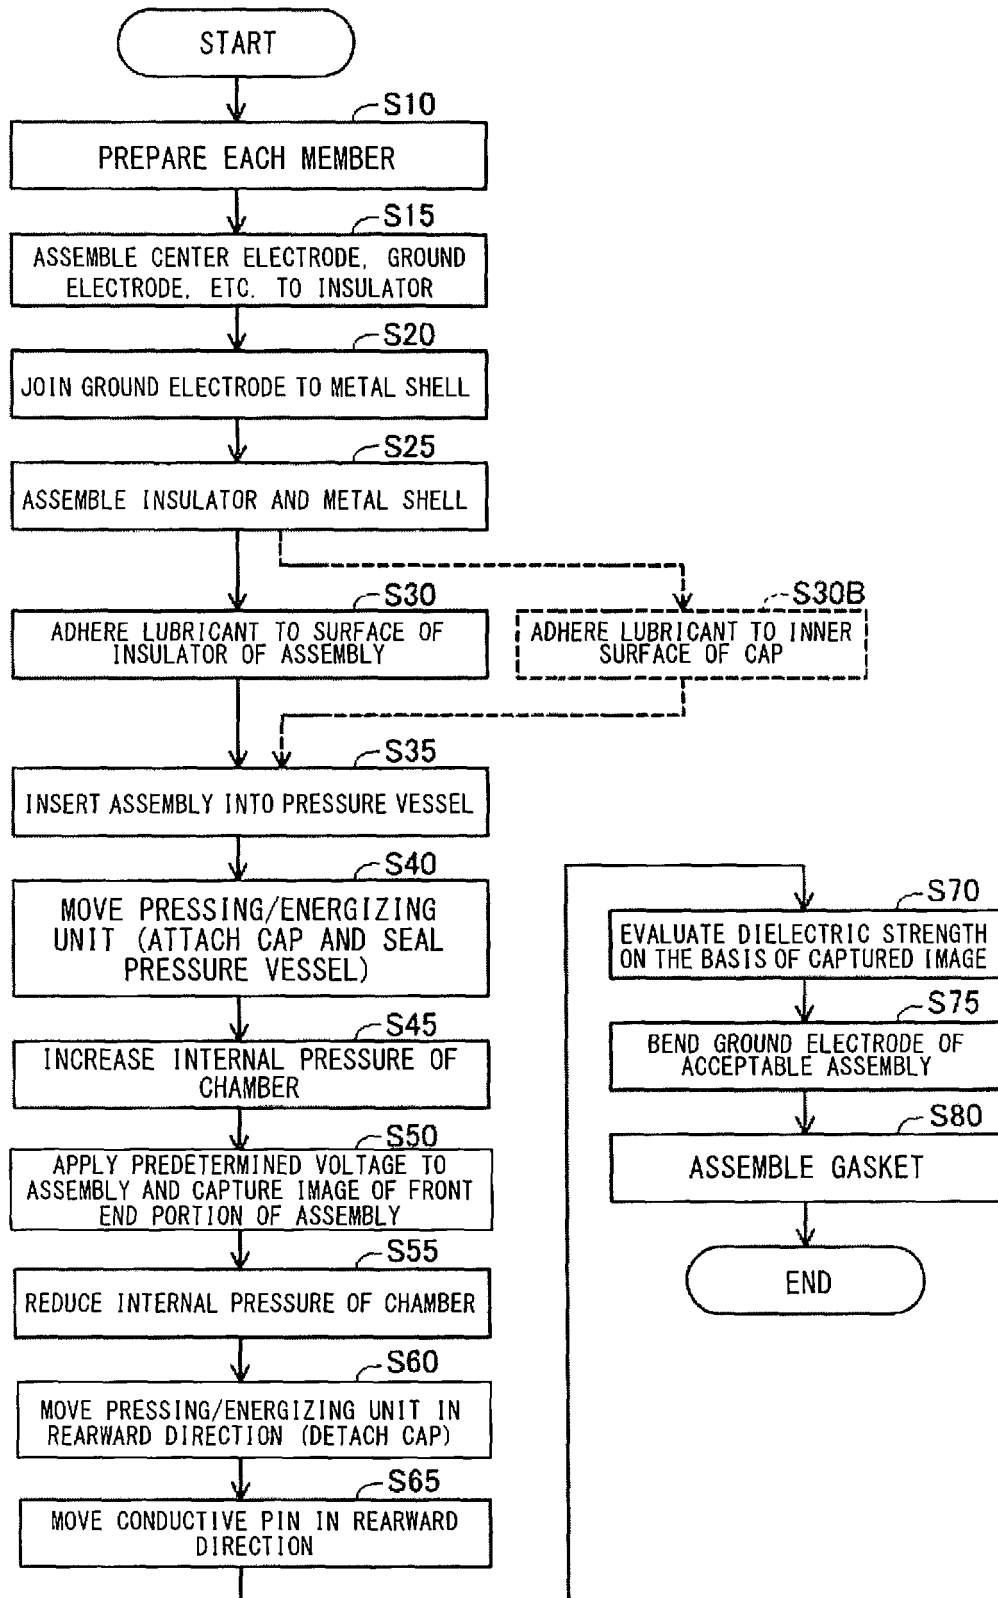 START
S10
PREPARE EACH MEMBER
S15
ASSEMBLE CENTER ELECTRODE, GROUND
ELECTRODE, ETC. TO INSULATOR
S20
JOIN GROUND ELECTRODE TO METAL SHELL
S25
ASSEMBLE INSULATOR AND METAL SHELL
S30
ADHERE LUBRICANT TO SURFACE OF
INSULATOR OF ASSEMBLY
S30B
ADHERE LUBRICANT TO INNER
SURFACE OF CAP
S35
INSERT ASSEMBLY INTO PRESSURE VESSEL
S40
MOVE PRESSING/ENERGIZING
UNIT (ATTACH CAP AND SEAL
PRESSURE VESSEL)
S45
INCREASE INTERNAL PRESSURE OF
CHAMBER
S50
APPLY PREDETERMINED VOLTAGE TO
ASSEMBLY AND CAPTURE IMAGE OF FRONT
END PORTION OF ASSEMBLY
S55
REDUCE INTERNAL PRESSURE OF CHAMBER
S60
MOVE PRESSING/ENERGIZING UNIT IN
REARWARD DIRECTION (DETACH CAP)
S65
MOVE CONDUCTIVE PIN IN REARWARD
DIRECTION
S70
EVALUATE DIELECTRIC STRENGTH
ON THE BASIS OF CAPTURED IMAGE
S75
BEND GROUND ELECTRODE OF
ACCEPTABLE ASSEMBLY
S80
ASSEMBLE GASKET
END